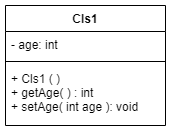 Cls1
- age: int
+ Cls1 ( )
+ getAge( ) : int
+ setAge( int age ): void